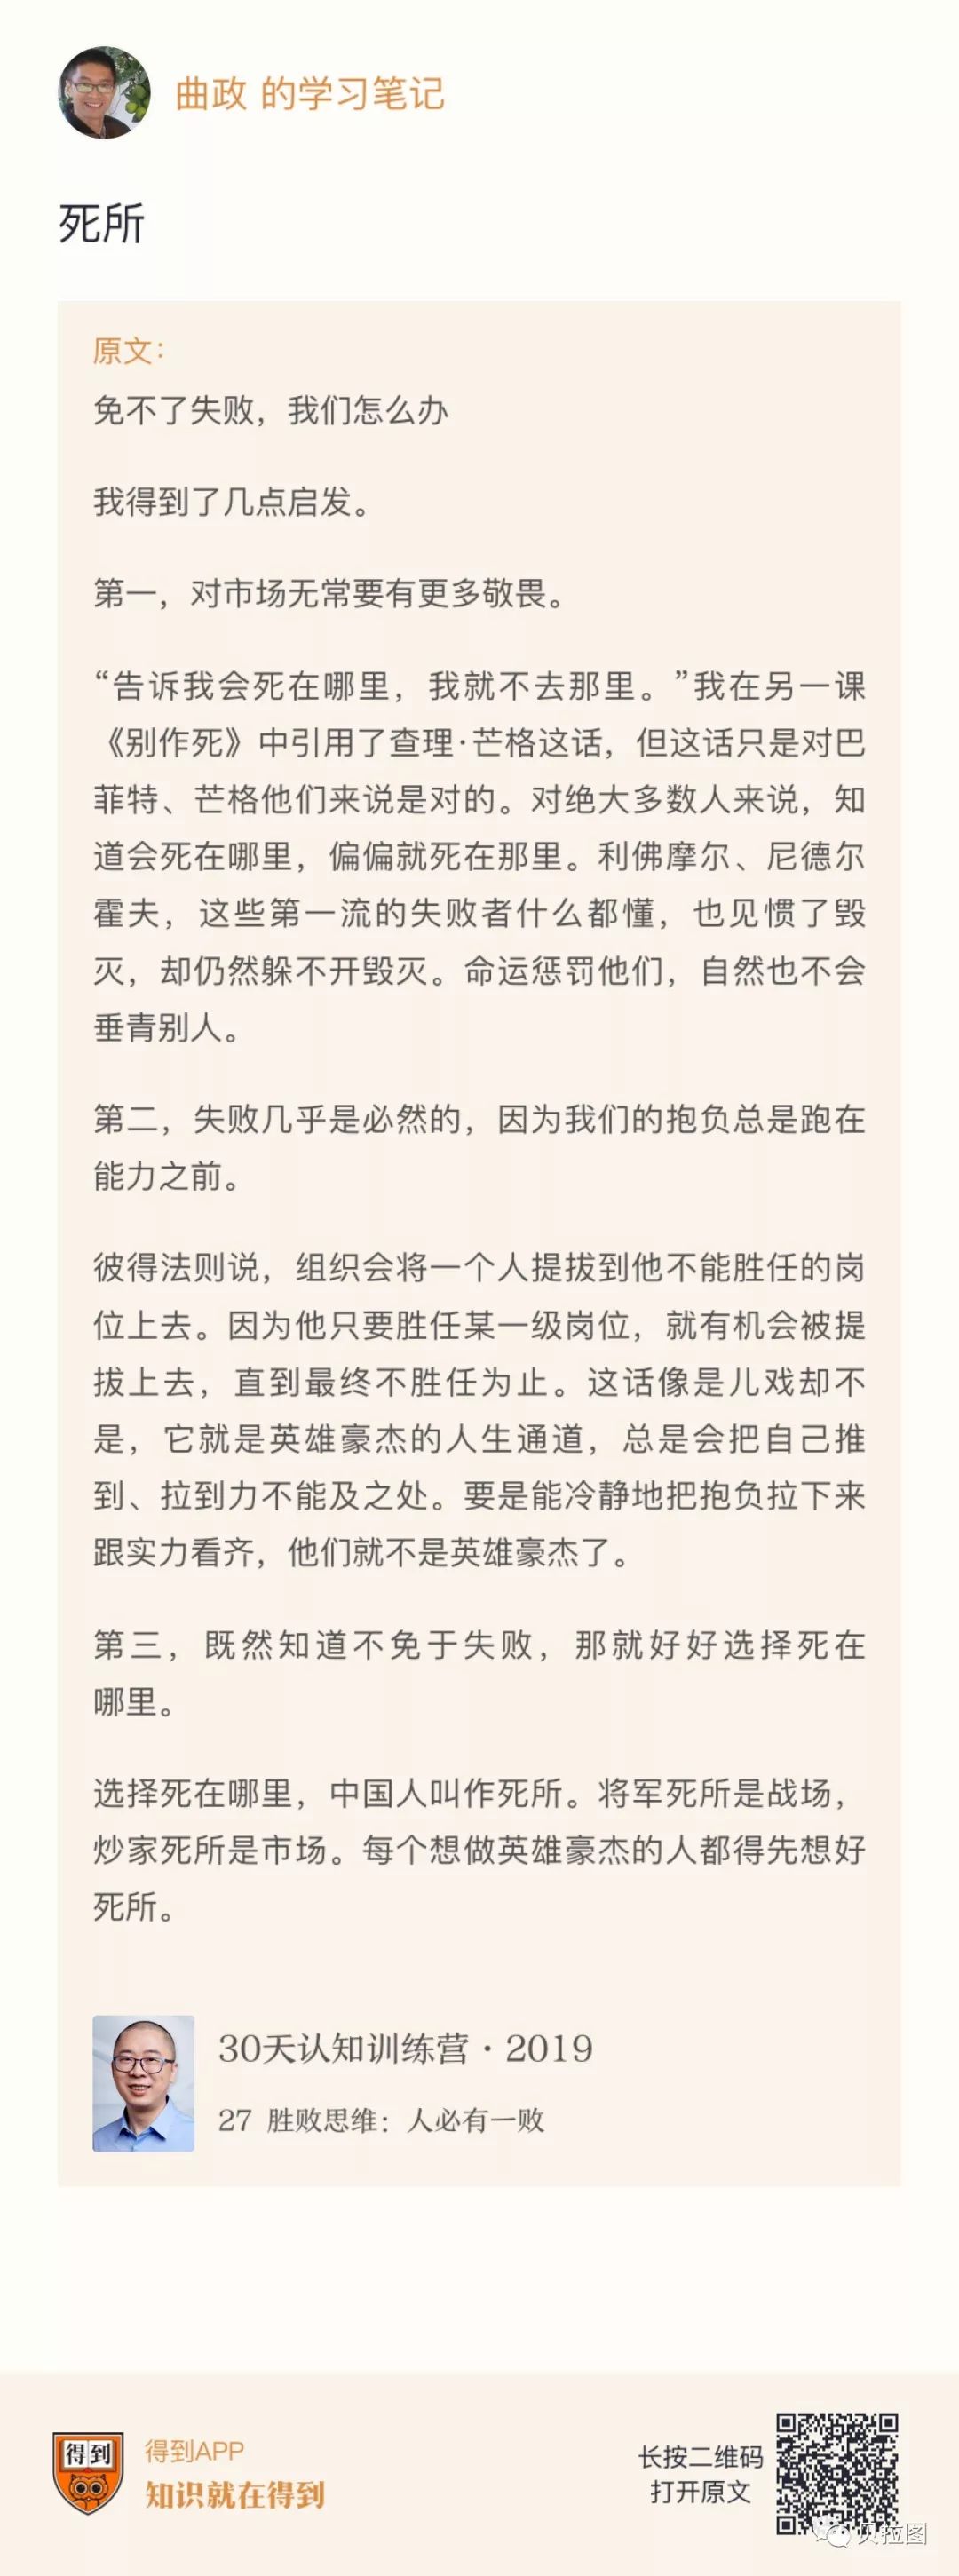 曲政 的学习笔记
死所
原文：
免不了失败，我们怎么办
我得到了几点启发。
第一，对市场无常要有更多敬畏。
“告诉我会死在哪里，我就不去那里。”我在另一课
《别作死》中引用了查理·芒格这话，但这话只是对巴
菲特、芒格他们来说是对的。对绝大多数人来说，知
道会死在哪里，偏偏就死在那里。利佛摩尔、尼德尔
霍夫，这些第一流的失败者什么都懂，也见惯了毁
灭，却仍然躲不开毁灭。命运惩罚他们，自然也不会
垂青别人。
第二，失败几乎是必然的，因为我们的抱负总是跑在
能力之前。
彼得法则说，组织会将一个人提拔到他不能胜任的岗
位上去。因为他只要胜任某一级岗位，就有机会被提
拔上去，直到最终不胜任为止。这话像是儿戏却不
是，它就是英雄豪杰的人生通道，总是会把自己推
到、拉到力不能及之处。要是能冷静地把抱负拉下来
跟实力看齐，他们就不是英雄豪杰了。
第三，既然知道不免于失败，那就好好选择死在
哪里。
选择死在哪里，中国人叫作死所。将军死所是战场，
炒家死所是市场。每个想做英雄豪杰的人都得先想好
死所。
30天认知训练营·2019
27 胜败思维：人必有一败
得到
得到APP
知识就在得到
长按二维码
打开原文
贝拉图